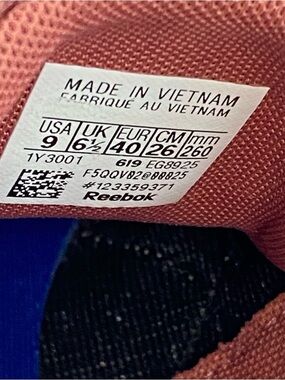 MADE IN VIETNAM
FABRIQUE AU VIETNAM
USA UK EUR CM mm
9 6½ 40 26 260
1Y3001 619 EG8925
F5QQV02@00025
#123359371
Reebok